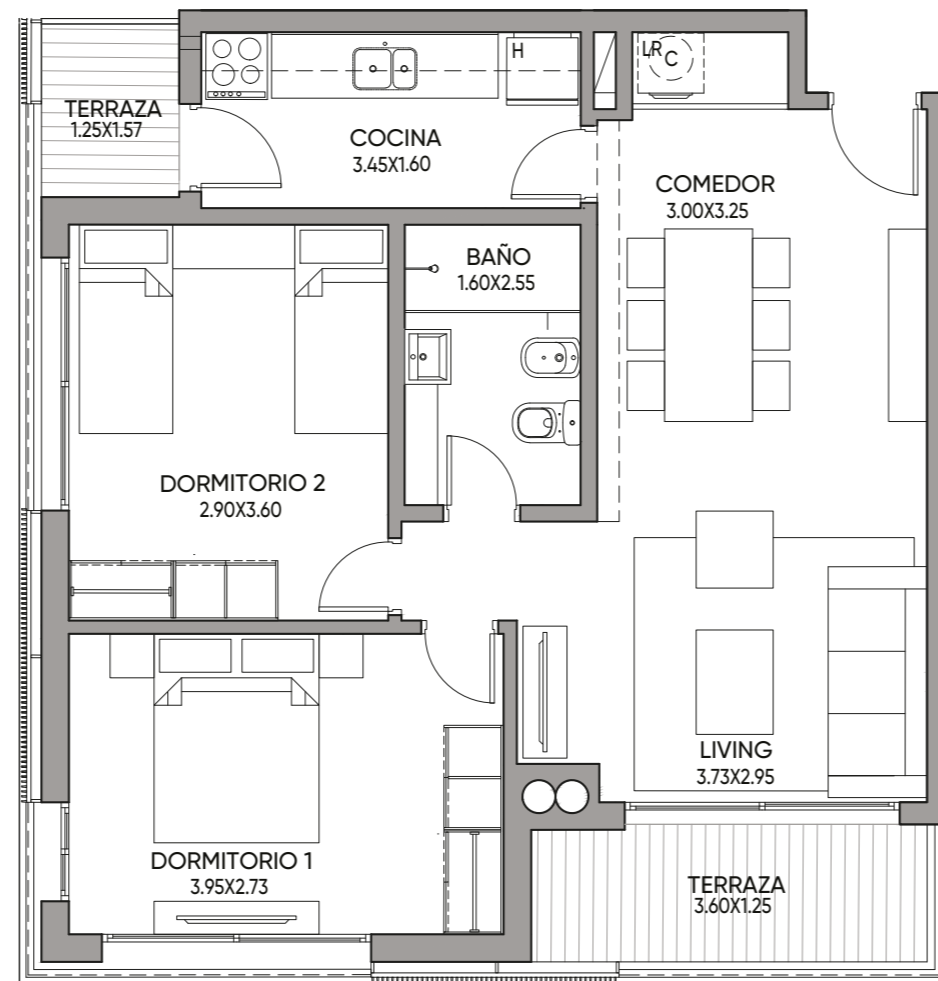 H
LR
C
TERRAZA
1.25X1.57
COCINA
3.45X1.60
COMEDOR
3.00X3.25
BAÑO
1.60X2.55
DORMITORIO 2
2.90X3.60
LIVING
3.73X2.95
DORMITORIO 1
3.95X2.73
TERRAZA
3.60X1.25